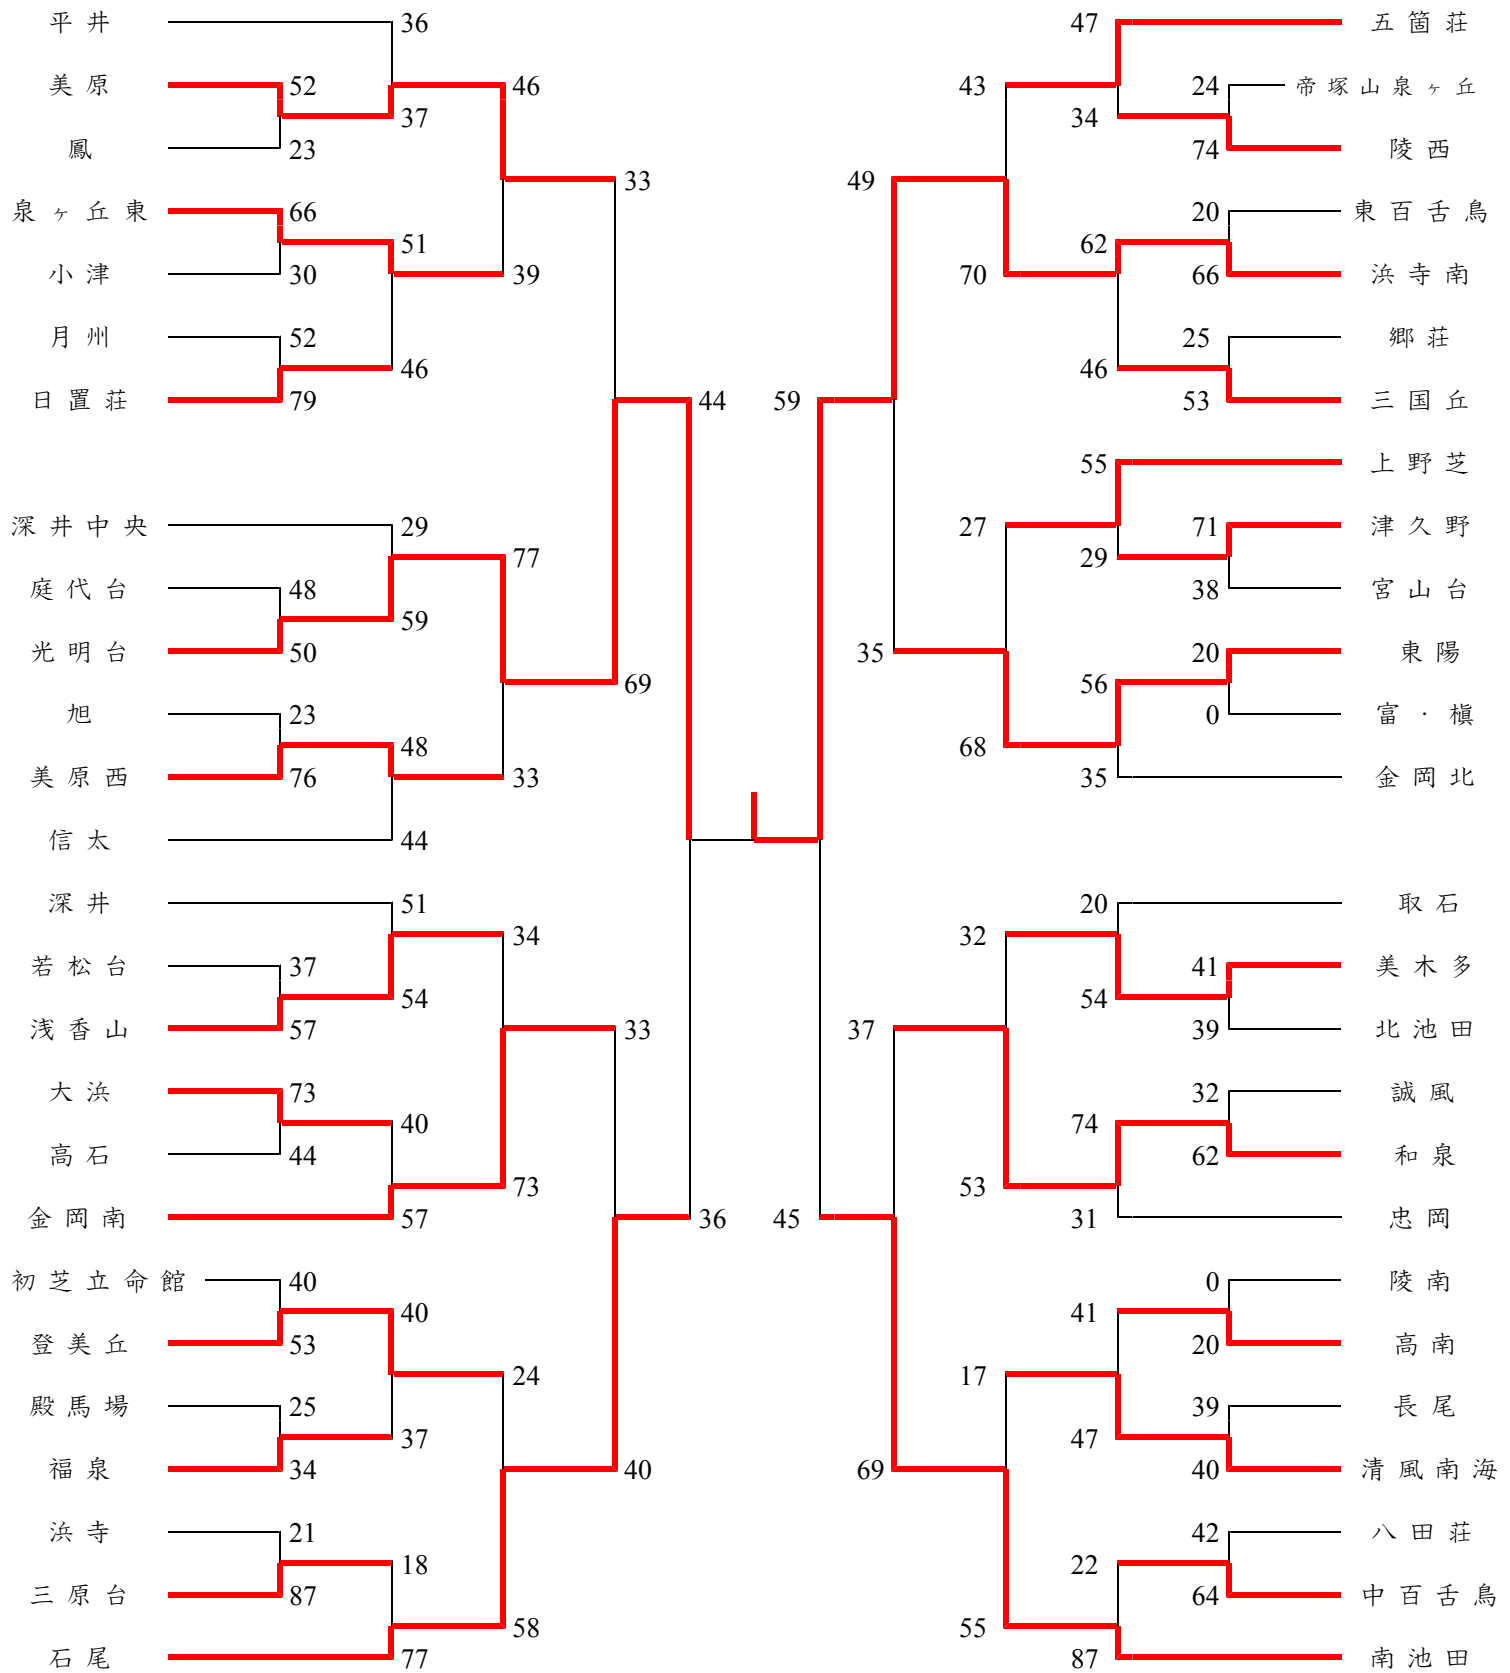 平井 36 47 五箇荘
美原 52 46 43 24 帝塚山泉ヶ丘
37 34
鳳 23 74 陵西
33 49
泉ヶ丘東 66 20 東百舌鳥
51 62
小津 30 39 70 66 浜寺南
月州 52 25 郷荘
46 46
日置荘 79 44 59 53 三国丘
55 上野芝
深井中央 29 27 71 津久野
77 29
庭代台 48 38 宮山台
59
光明台 50 35 20 東陽
69 56
旭 23 0 富・槇
48 68
美原西 76 33 35 金岡北
信太 44
深井 51 20 取石
34 32
若松台 37 41 美木多
54 54
浅香山 57 33 37 39 北池田
大浜 73 32 誠風
40 74
高石 44 62 和泉
73 53
金岡南 57 36 45 31 忠岡
初芝立命館 40 0 陵南
40 41
登美丘 53 20 高南
24 17
殿馬場 25 39 長尾
37 47
福泉 34 40 69 40 清風南海
浜寺 21 42 八田荘
18 22
三原台 87 64 中百舌鳥
58 55
石尾 77 87 南池田